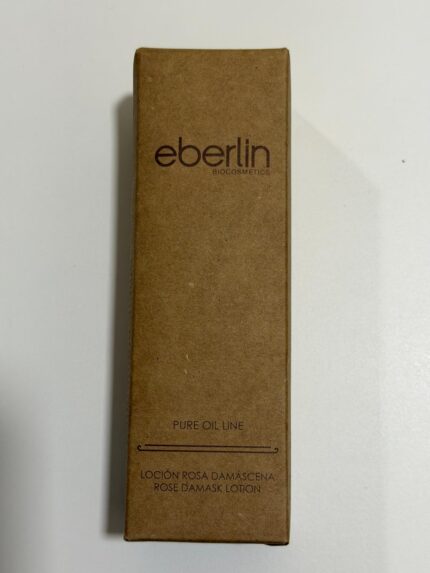 eberlin
BIOCOSMETICS
PURE OIL LINE
LOCIÓN ROSA DAMASCENA
ROSE DAMASK LOTION